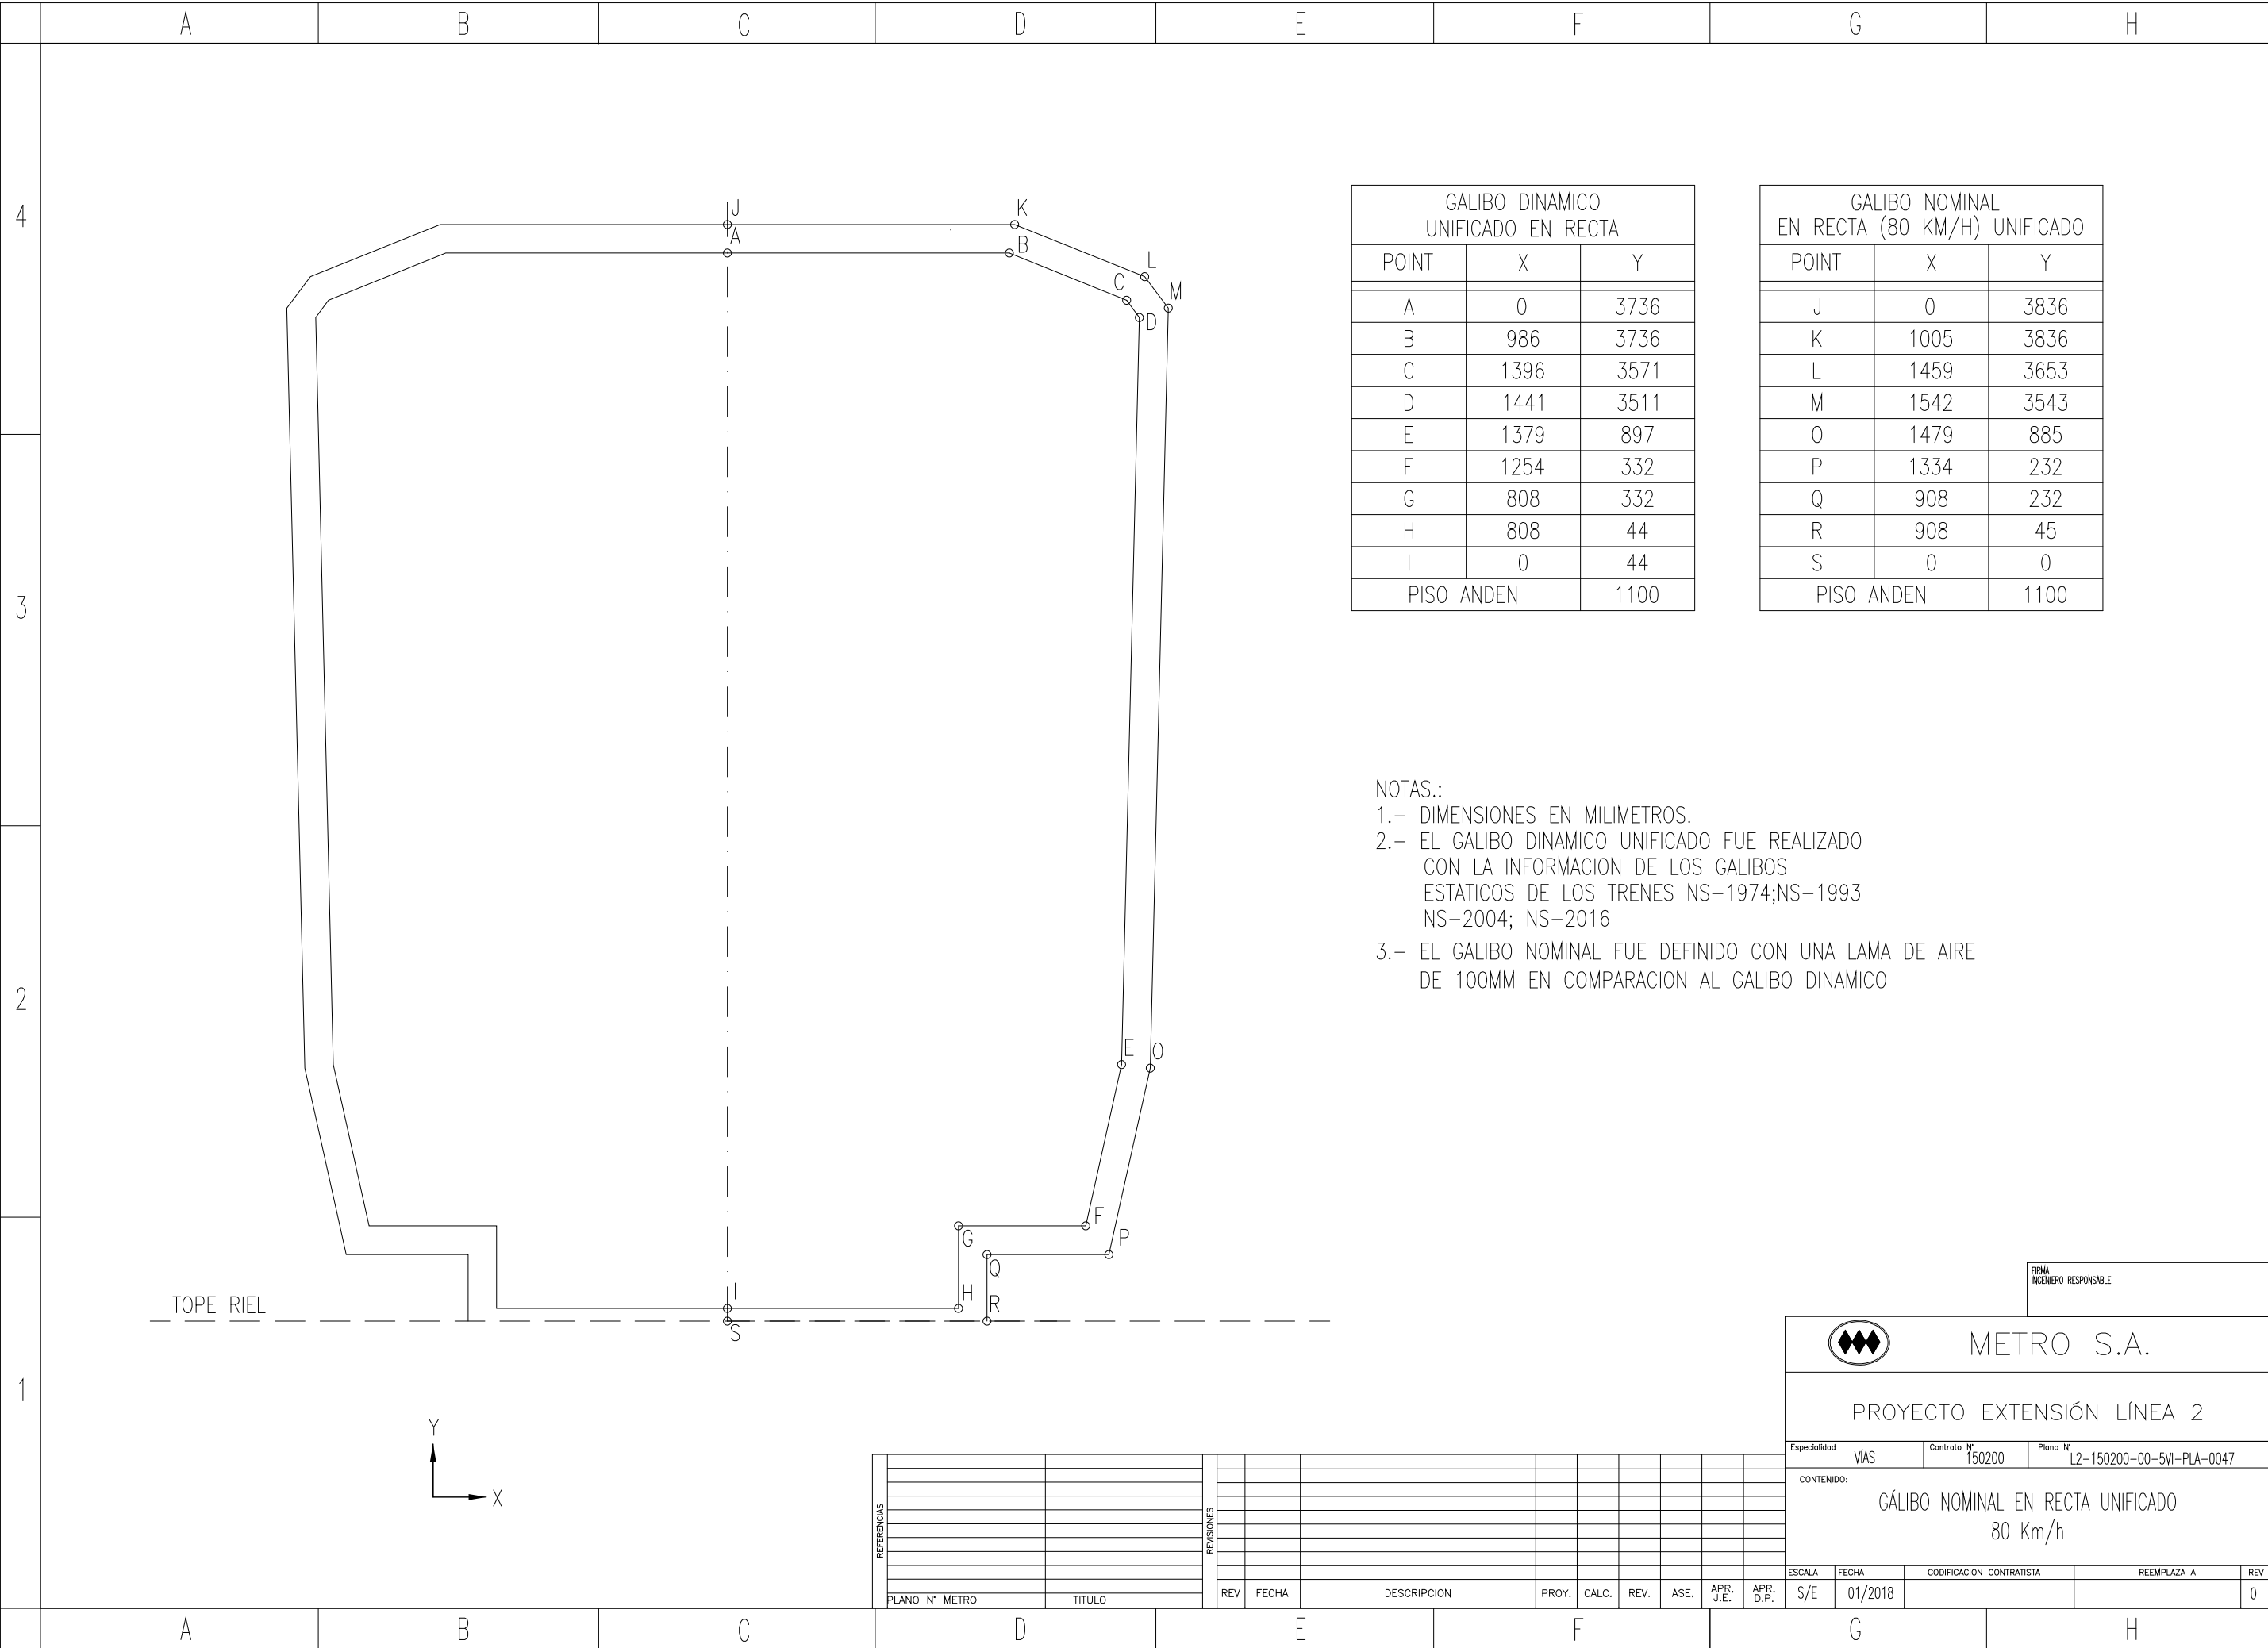 A B C D E F G H
4
3
2
1
J
K
A
B
L
C
M
D
E
O
F
G
P
Q
I
H
R
S
TOPE RIEL
Y
X
GALIBO DINAMICO
UNIFICADO EN RECTA
POINT X Y
A 0 3736
B 986 3736
C 1396 3571
D 1441 3511
E 1379 897
F 1254 332
G 808 332
H 808 44
I 0 44
PISO ANDEN 1100
GALIBO NOMINAL
EN RECTA (80 KM/H) UNIFICADO
POINT X Y
J 0 3836
K 1005 3836
L 1459 3653
M 1542 3543
O 1479 885
P 1334 232
Q 908 232
R 908 45
S 0 0
PISO ANDEN 1100
NOTAS.:
1.- DIMENSIONES EN MILIMETROS.
2.- EL GALIBO DINAMICO UNIFICADO FUE REALIZADO
CON LA INFORMACION DE LOS GALIBOS
ESTATICOS DE LOS TRENES NS-1974;NS-1993
NS-2004; NS-2016
3.- EL GALIBO NOMINAL FUE DEFINIDO CON UNA LAMA DE AIRE
DE 100MM EN COMPARACION AL GALIBO DINAMICO
FIRMA
INGENIERO RESPONSABLE
METRO S.A.
PROYECTO EXTENSIÓN LÍNEA 2
Especialidad VÍAS Contrato N° 150200 Plano N° L2-150200-00-5VI-PLA-0047
CONTENIDO:
GÁLIBO NOMINAL EN RECTA UNIFICADO
80 Km/h
ESCALA FECHA CODIFICACION CONTRATISTA REEMPLAZA A REV
S/E 01/2018 0
REFERENCIAS
PLANO N° METRO TITULO
REVISIONES
REV FECHA DESCRIPCION PROY. CALC. REV. ASE. APR. J.E. APR. D.P.
A B C D E F G H